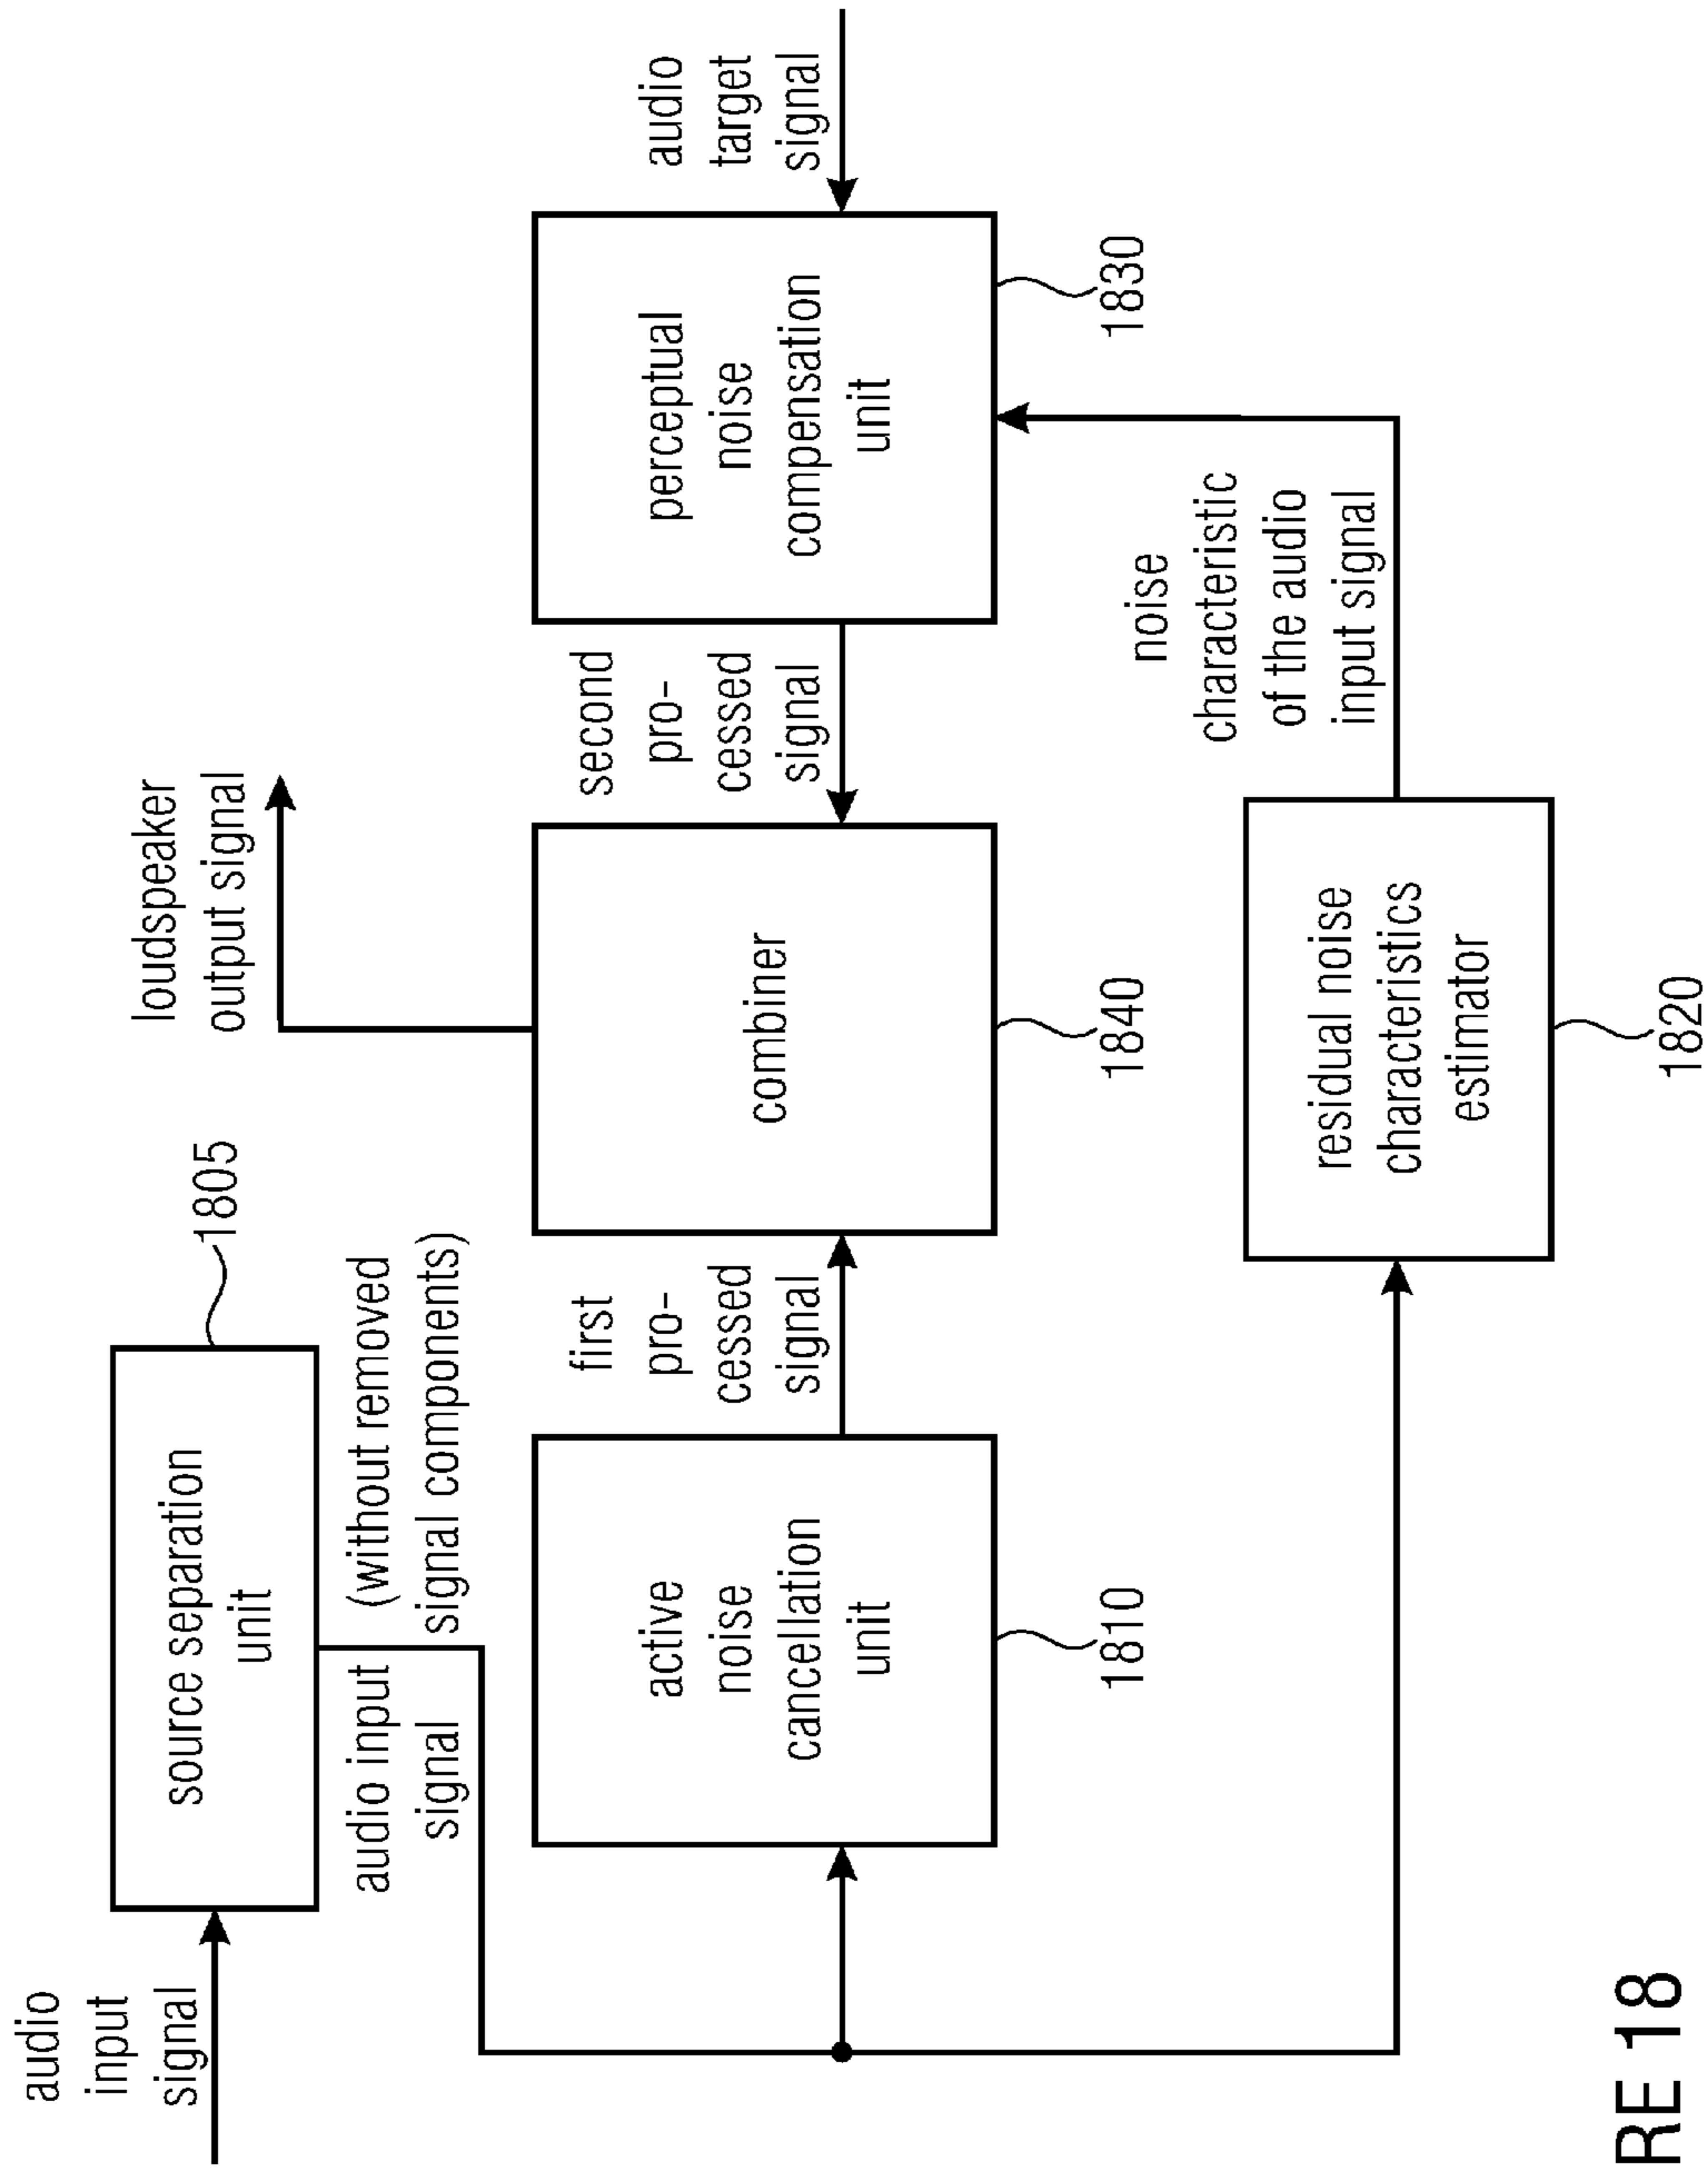 audio
input
signal
source separation
unit
1805
audio input
signal
(without removed
signal components)
loudspeaker
output signal
active
noise
cancellation
unit
1810
first
pro-
cessed
signal
combiner
1840
second
pro-
cessed
signal
perceptual
noise
compensation
unit
1830
audio
target
signal
residual noise
characteristics
estimator
1820
noise
characteristic
of the audio
input signal
RE 18